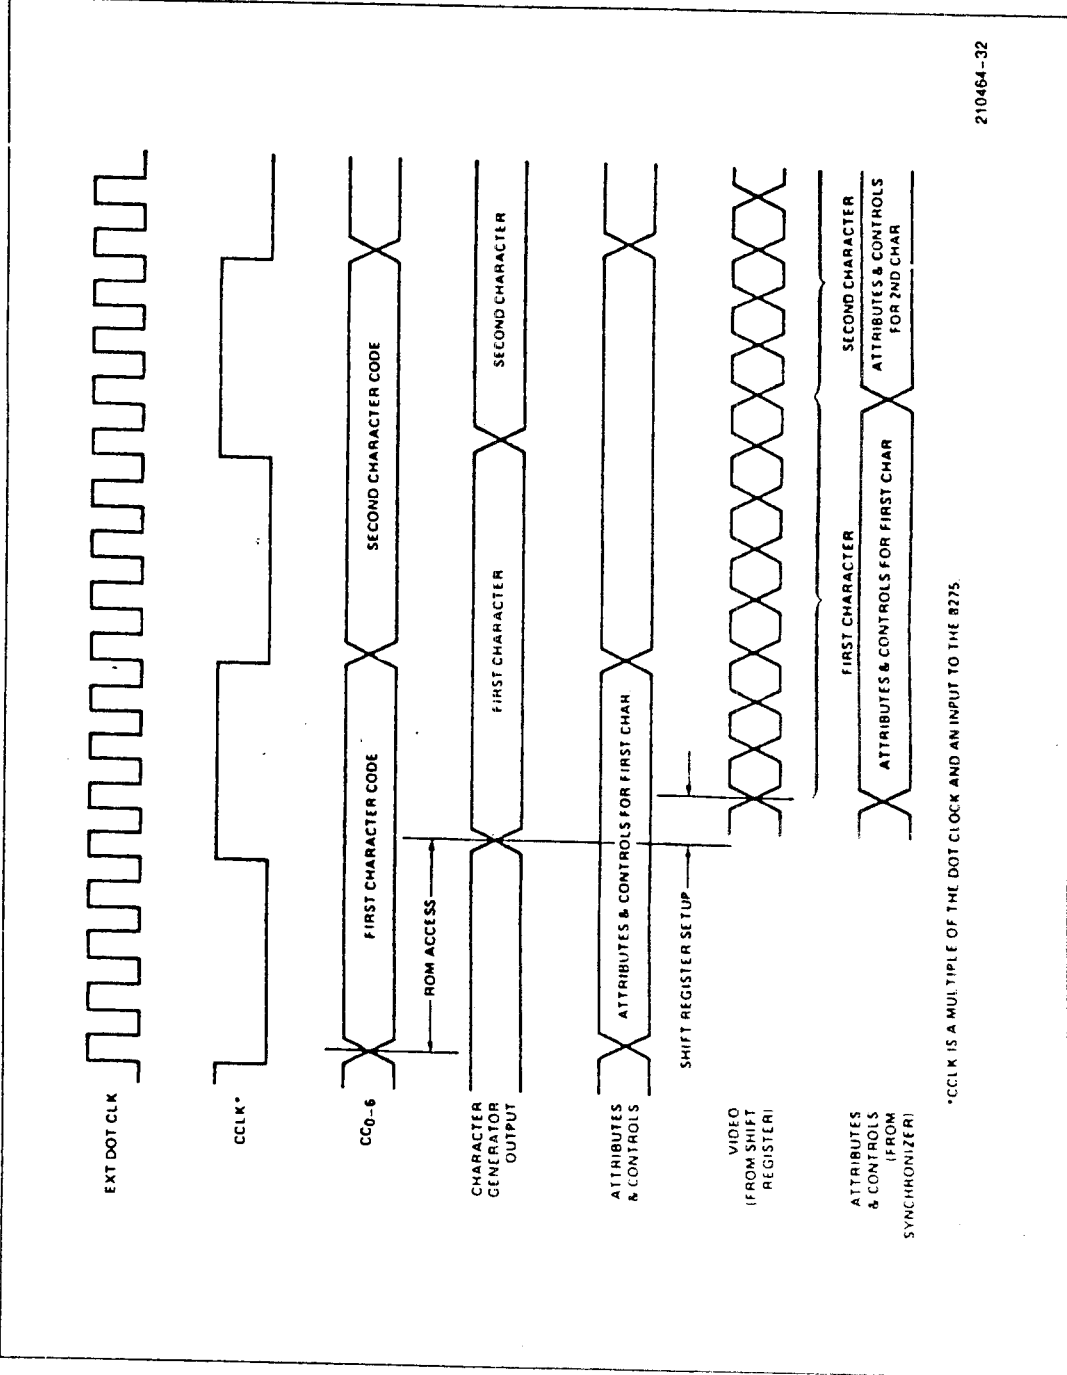 EXT DOT CLK
CCLK*
CC0-6
FIRST CHARACTER CODE
SECOND CHARACTER CODE
ROM ACCESS
CHARACTER
GENERATOR
OUTPUT
FIRST CHARACTER
SECOND CHARACTER
ATTRIBUTES
& CONTROLS
ATTRIBUTES & CONTROLS FOR FIRST CHAR
SHIFT REGISTER SETUP
VIDEO
(FROM SHIFT
REGISTER)
FIRST CHARACTER
SECOND CHARACTER
ATTRIBUTES
& CONTROLS
(FROM
SYNCHRONIZER)
ATTRIBUTES & CONTROLS FOR FIRST CHAR
ATTRIBUTES & CONTROLS
FOR 2ND CHAR
*CCLK IS A MULTIPLE OF THE DOT CLOCK AND AN INPUT TO THE 8275.
210464-32